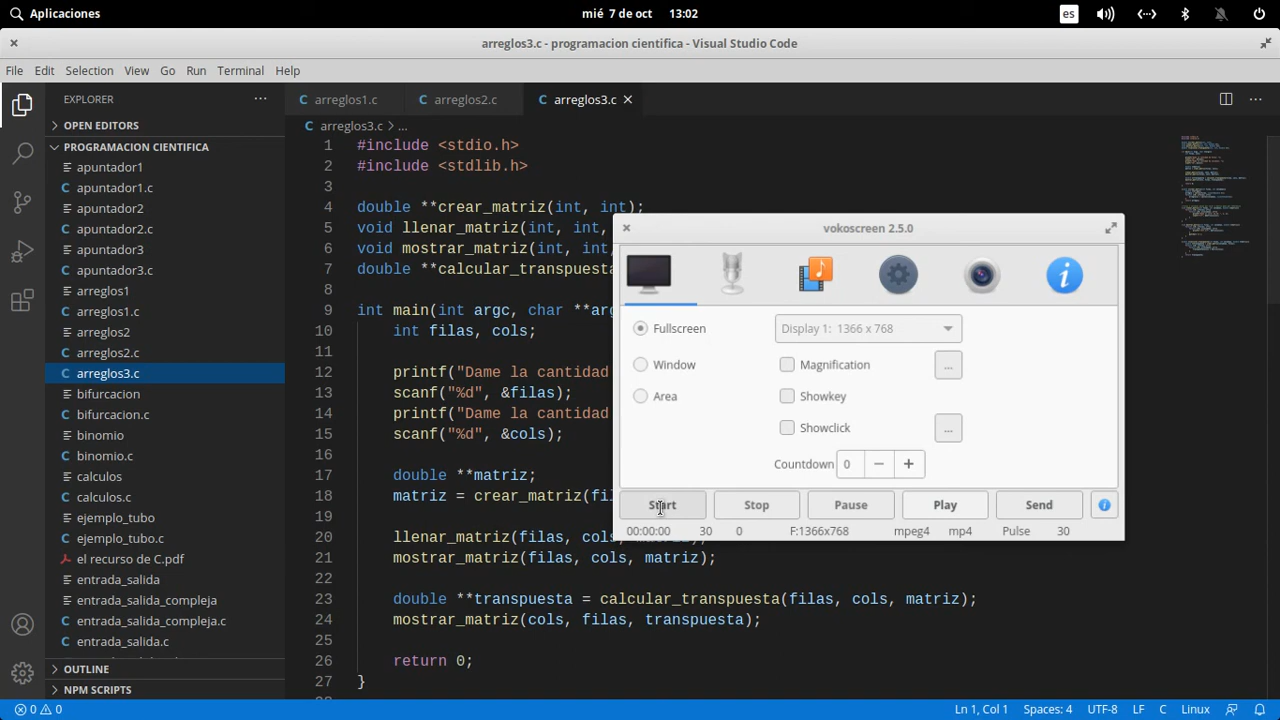 Aplicaciones
mié 7 de oct 13:02
es
arreglos3.c - programacion cientifica - Visual Studio Code
File Edit Selection View Go Run Terminal Help
EXPLORER
OPEN EDITORS
PROGRAMACION CIENTIFICA
apuntador1
apuntador1.c
apuntador2
apuntador2.c
apuntador3
apuntador3.c
arreglos1
arreglos1.c
arreglos2
arreglos2.c
arreglos3.c
bifurcacion
bifurcacion.c
binomio
binomio.c
calculos
calculos.c
ejemplo_tubo
ejemplo_tubo.c
el recurso de C.pdf
entrada_salida
entrada_salida_compleja
entrada_salida_compleja.c
entrada_salida.c
OUTLINE
NPM SCRIPTS
arreglos1.c arreglos2.c arreglos3.c
arreglos3.c > ...
1 #include <stdio.h>
2 #include <stdlib.h>
3
4 double **crear_matriz(int, int);
5 void llenar_matriz(int, int,
6 void mostrar_matriz(int, int,
7 double **calcular_transpuesta
8
9 int main(int argc, char **arg
10 int filas, cols;
11
12 printf("Dame la cantidad
13 scanf("%d", &filas);
14 printf("Dame la cantidad
15 scanf("%d", &cols);
16
17 double **matriz;
18 matriz = crear_matriz(fil
19
20 llenar_matriz(filas, cols, matriz);
21 mostrar_matriz(filas, cols, matriz);
22
23 double **transpuesta = calcular_transpuesta(filas, cols, matriz);
24 mostrar_matriz(cols, filas, transpuesta);
25
26 return 0;
27 }
vokoscreen 2.5.0
Fullscreen
Display 1: 1366 x 768
Window
Magnification
...
Area
Showkey
Showclick
...
Countdown 0
Start Stop Pause Play Send
00:00:00 30 0 F:1366x768 mpeg4 mp4 Pulse 30
0 0
Ln 1, Col 1 Spaces: 4 UTF-8 LF C Linux